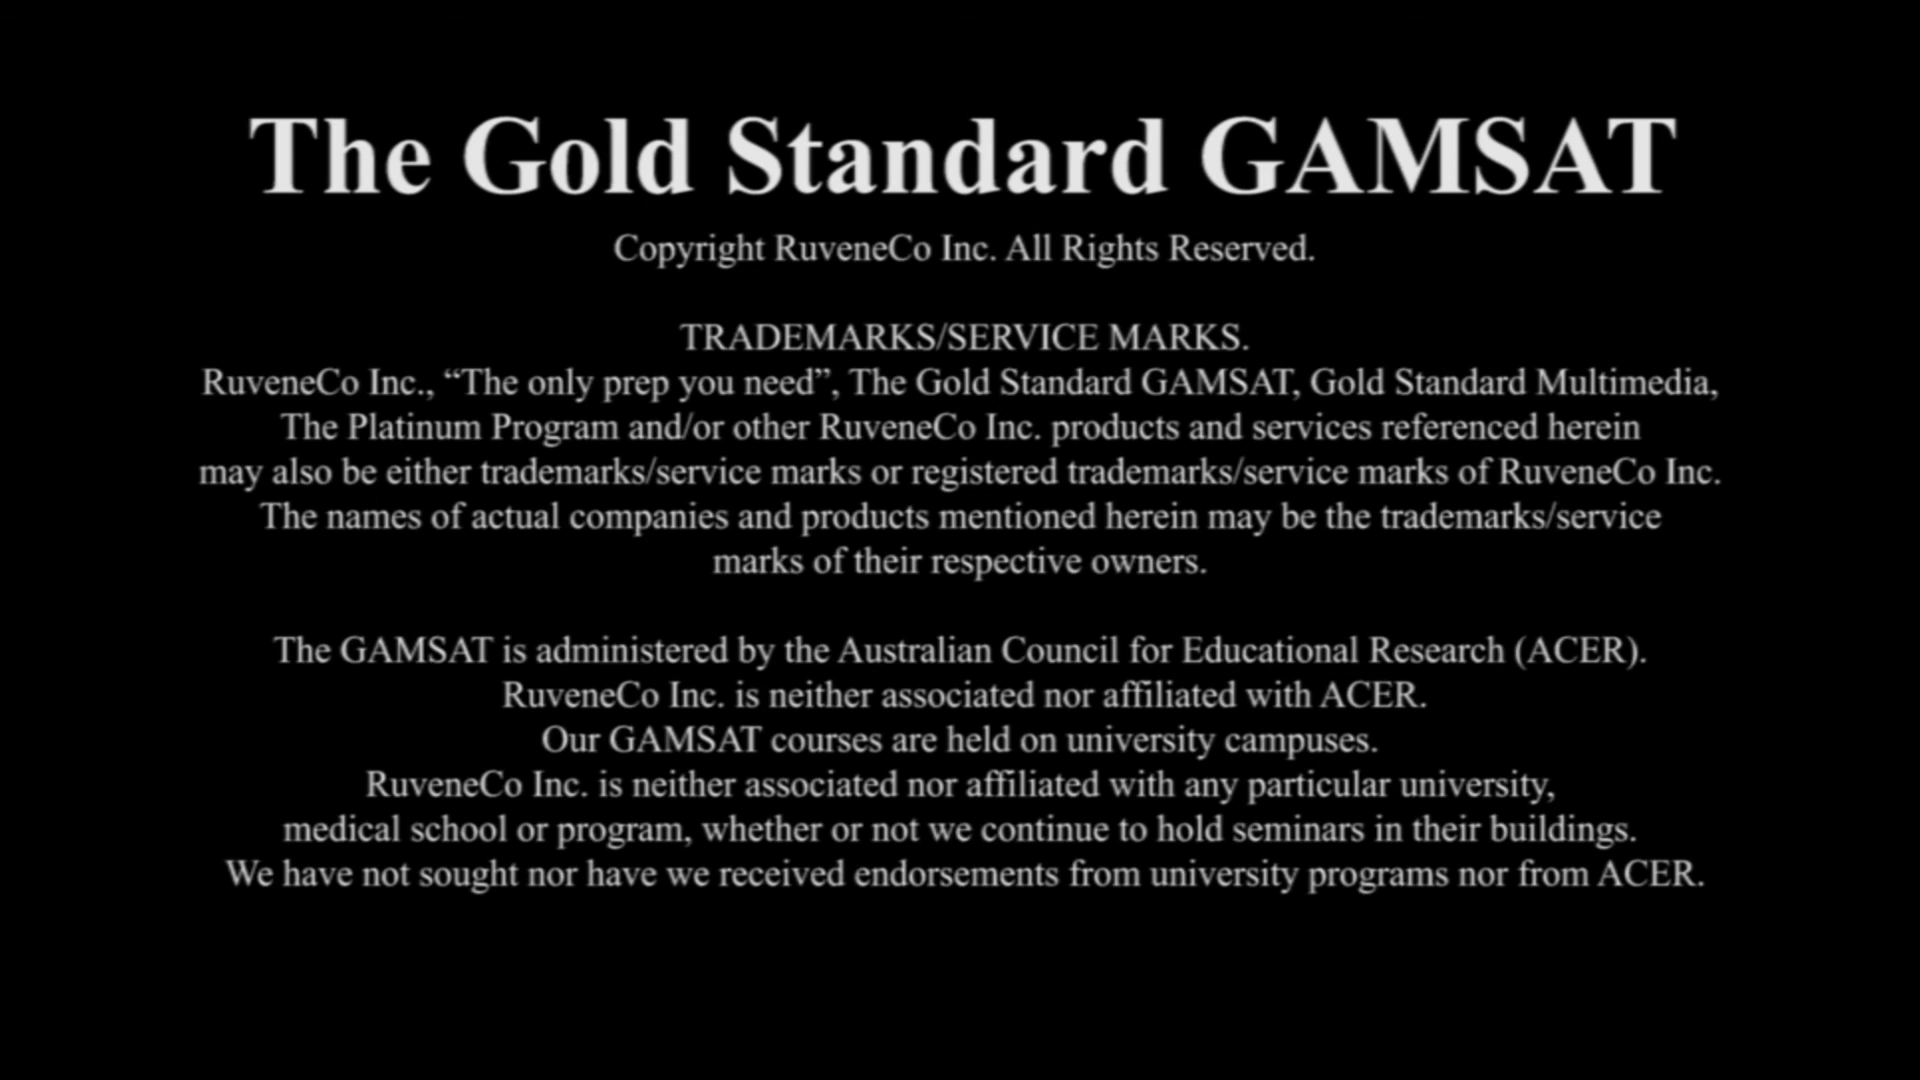 The Gold Standard GAMSAT
Copyright RuveneCo Inc. All Rights Reserved.
TRADEMARKS/SERVICE MARKS.
RuveneCo Inc., “The only prep you need”, The Gold Standard GAMSAT, Gold Standard Multimedia,
The Platinum Program and/or other RuveneCo Inc. products and services referenced herein
may also be either trademarks/service marks or registered trademarks/service marks of RuveneCo Inc.
The names of actual companies and products mentioned herein may be the trademarks/service
marks of their respective owners.
The GAMSAT is administered by the Australian Council for Educational Research (ACER).
RuveneCo Inc. is neither associated nor affiliated with ACER.
Our GAMSAT courses are held on university campuses.
RuveneCo Inc. is neither associated nor affiliated with any particular university,
medical school or program, whether or not we continue to hold seminars in their buildings.
We have not sought nor have we received endorsements from university programs nor from ACER.